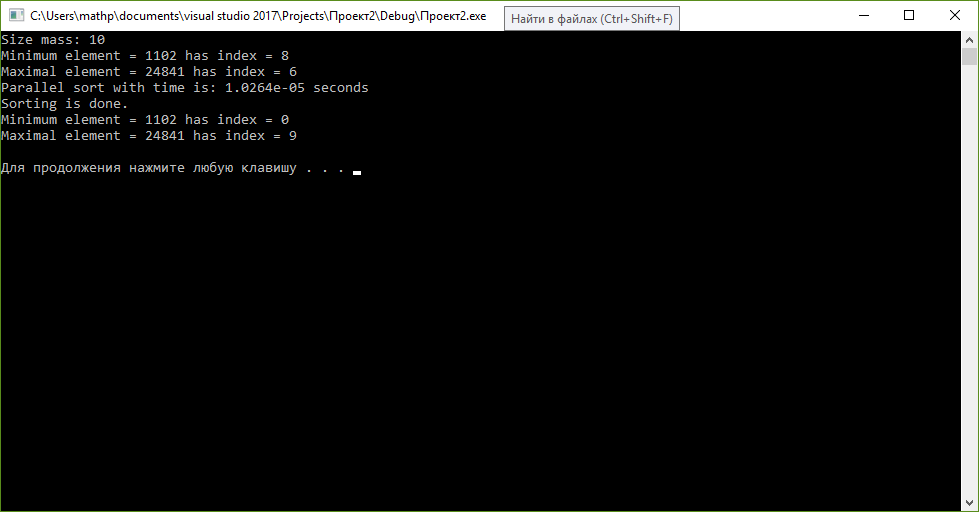 C:\Users\mathp\documents\visual studio 2017\Projects\Проект2\Debug\Проект2.exe
Найти в файлах (Ctrl+Shift+F)
Size mass: 10
Minimum element = 1102 has index = 8
Maximal element = 24841 has index = 6
Parallel sort with time is: 1.0264e-05 seconds
Sorting is done.
Minimum element = 1102 has index = 0
Maximal element = 24841 has index = 9
Для продолжения нажмите любую клавишу . . .